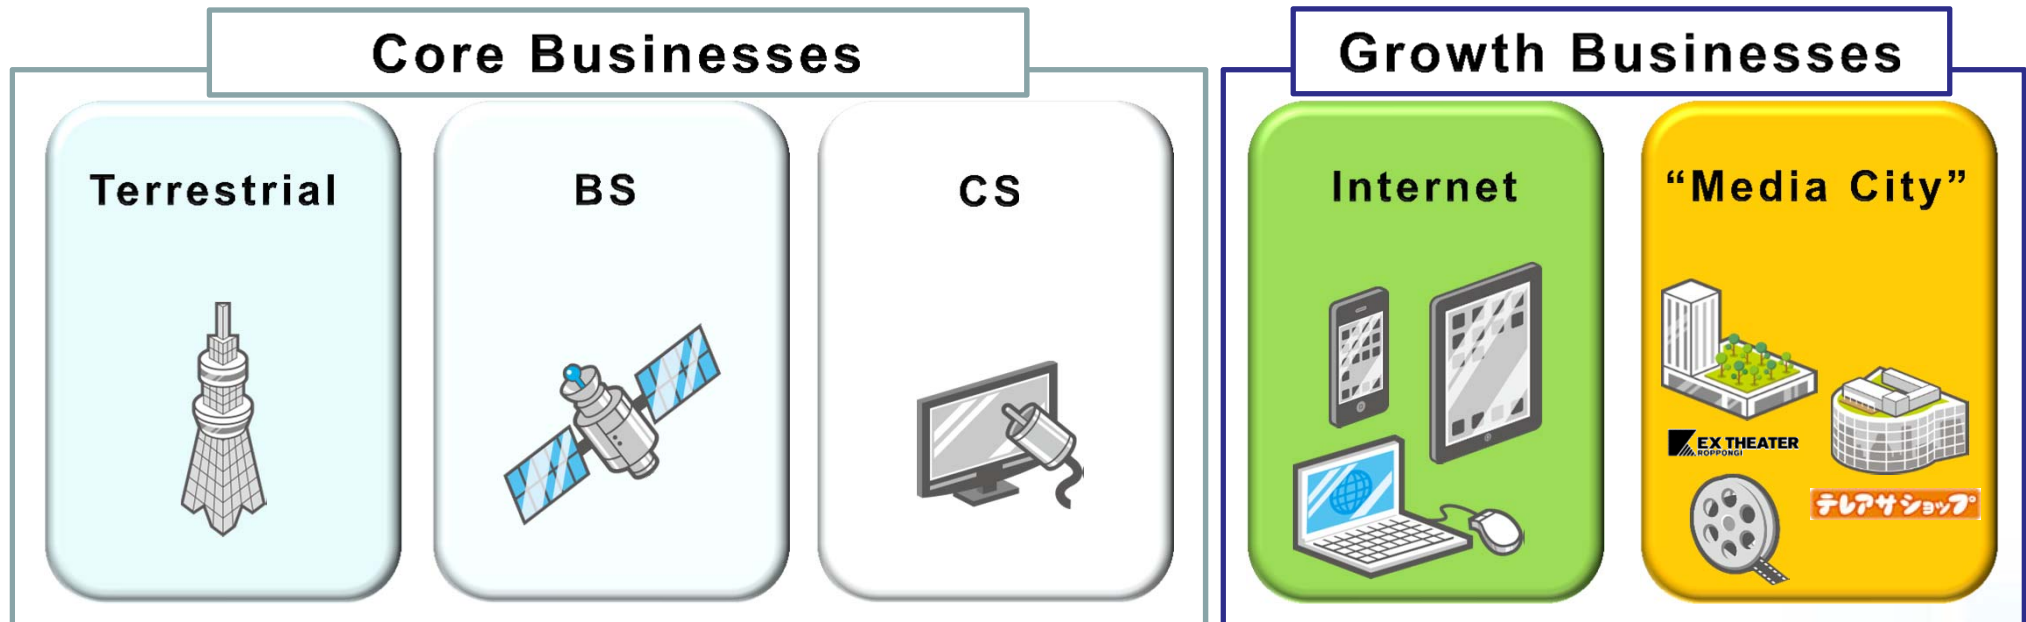 Core Businesses
Growth Businesses
Terrestrial
BS
CS
Internet
“Media City”
EX THEATER
ROPPONGI
テレアサショップ